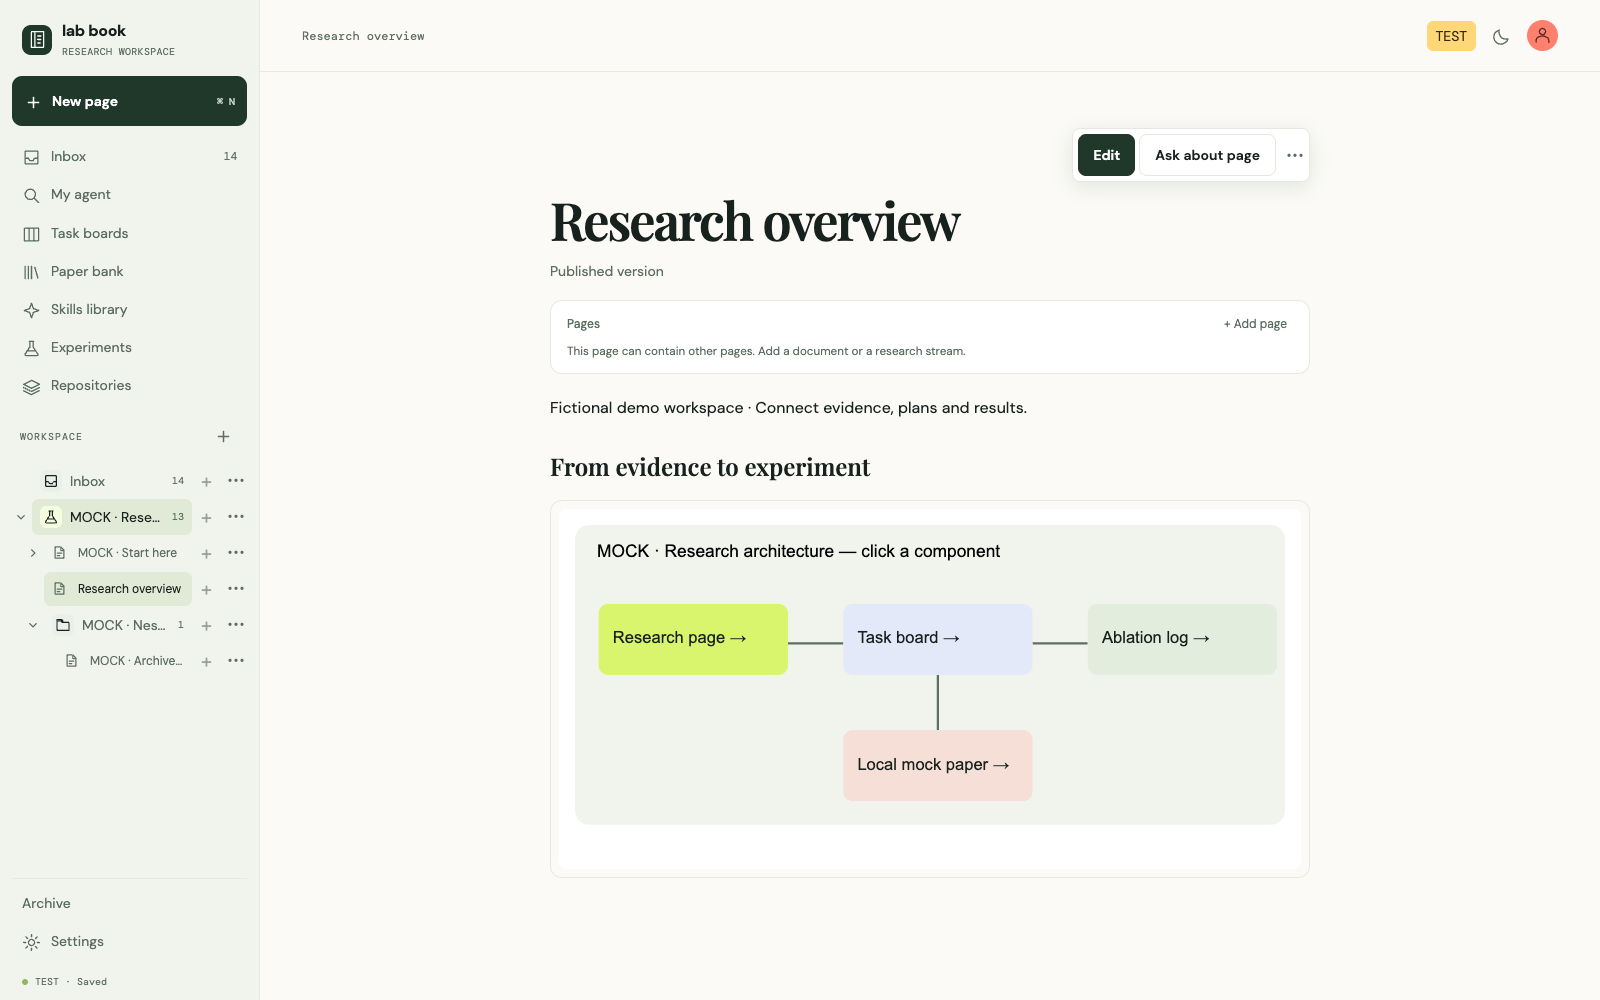 lab book
RESEARCH WORKSPACE
New page ⌘ N
Inbox 14
My agent
Task boards
Paper bank
Skills library
Experiments
Repositories
WORKSPACE
Inbox 14
MOCK · Rese... 13
MOCK · Start here
Research overview
MOCK · Nes... 1
MOCK · Archive...
Archive
Settings
TEST · Saved
Research overview
TEST
Edit
Ask about page
Research overview
Published version
Pages
+ Add page
This page can contain other pages. Add a document or a research stream.
Fictional demo workspace · Connect evidence, plans and results.
From evidence to experiment
MOCK · Research architecture — click a component
Research page →
Task board →
Ablation log →
Local mock paper →